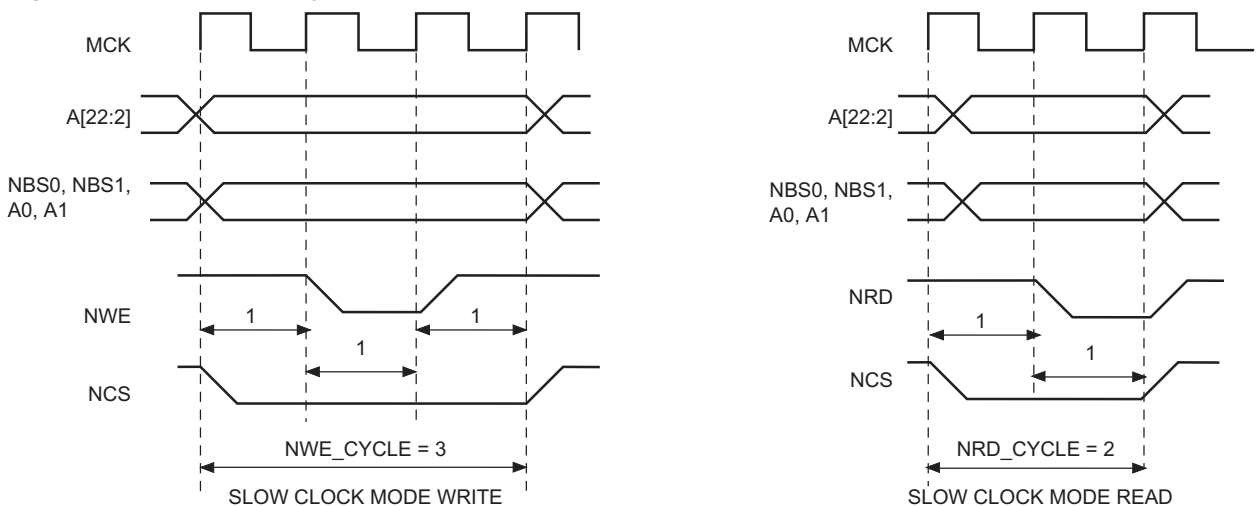 MCK
A[22:2]
NBS0, NBS1,
A0, A1
NWE
1
1
1
NCS
NWE_CYCLE = 3
SLOW CLOCK MODE WRITE
MCK
A[22:2]
NBS0, NBS1,
A0, A1
NRD
1
1
NCS
NRD_CYCLE = 2
SLOW CLOCK MODE READ